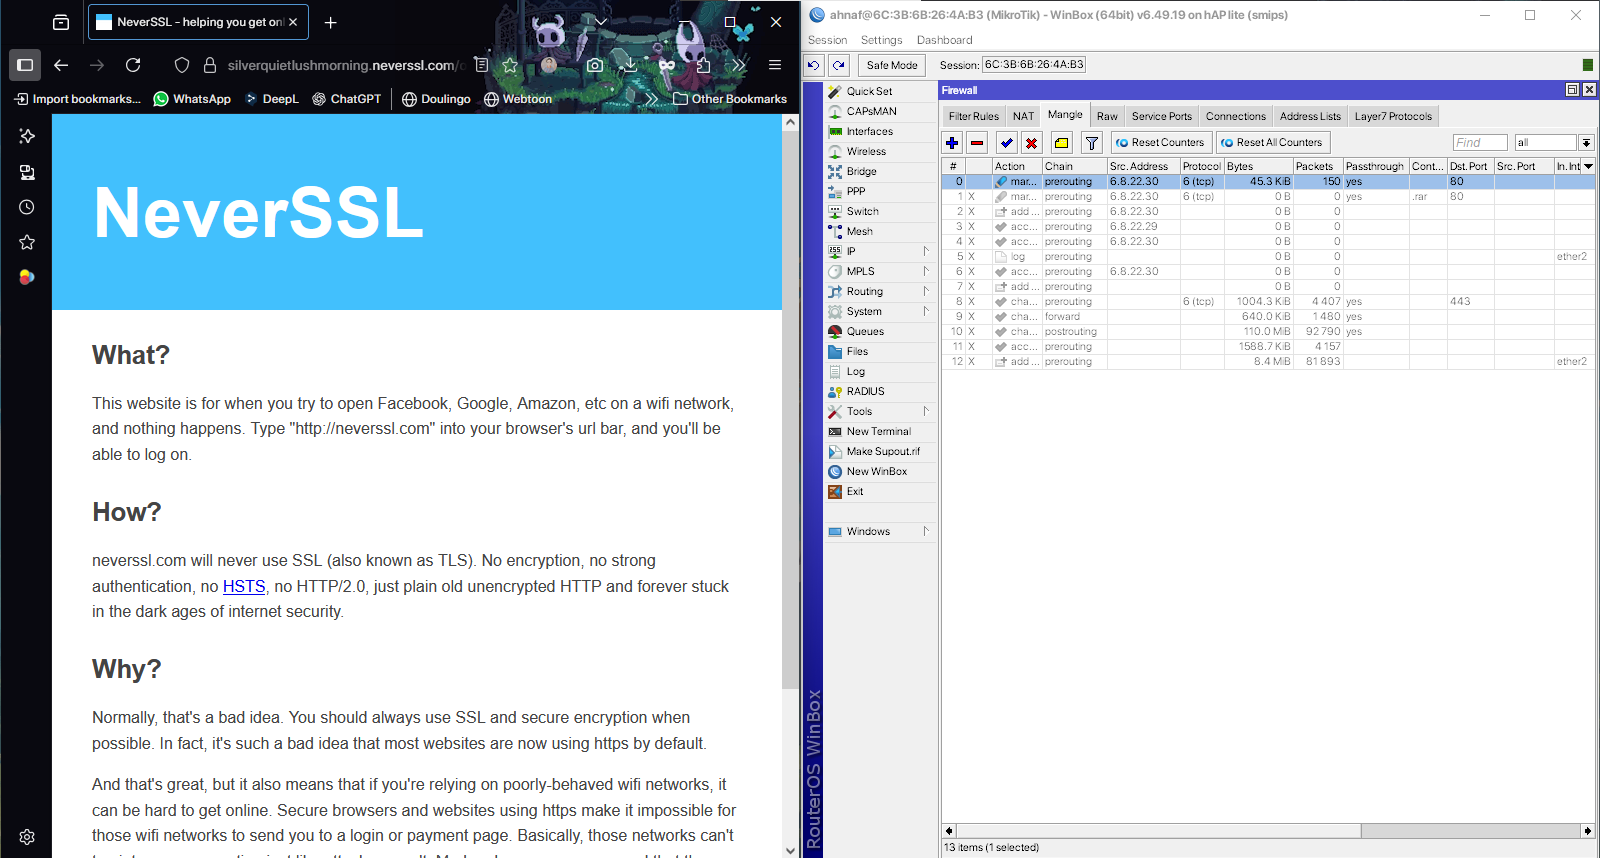 NeverSSL - helping you get onl
silverquietlushmorning.neverssl.com/o
Import bookmarks...
WhatsApp
DeepL
ChatGPT
Doulingo
Webtoon
Other Bookmarks
NeverSSL
What?
This website is for when you try to open Facebook, Google, Amazon, etc on a wifi network,
and nothing happens. Type "http://neverssl.com" into your browser's url bar, and you'll be
able to log on.
How?
neverssl.com will never use SSL (also known as TLS). No encryption, no strong
authentication, no HSTS, no HTTP/2.0, just plain old unencrypted HTTP and forever stuck
in the dark ages of internet security.
Why?
Normally, that's a bad idea. You should always use SSL and secure encryption when
possible. In fact, it's such a bad idea that most websites are now using https by default.
And that's great, but it also means that if you're relying on poorly-behaved wifi networks, it
can be hard to get online. Secure browsers and websites using https make it impossible for
those wifi networks to send you to a login or payment page. Basically, those networks can't
ahnaf@6C:3B:6B:26:4A:B3 (MikroTik) - WinBox (64bit) v6.49.19 on hAP lite (smips)
Session Settings Dashboard
Safe Mode Session: 6C:3B:6B:26:4A:B3
RouterOS WinBox
Quick Set
CAPsMAN
Interfaces
Wireless
Bridge
PPP
Switch
Mesh
255 IP
MPLS
Routing
System
Queues
Files
Log
RADIUS
Tools
New Terminal
Make Supout.rif
New WinBox
Exit
Windows
Firewall
Filter Rules NAT Mangle Raw Service Ports Connections Address Lists Layer7 Protocols
Reset Counters Reset All Counters Find all
# Action Chain Src. Address Protocol Bytes Packets Passthrough Cont... Dst. Port Src. Port In. Int
0 mar... prerouting 6.8.22.30 6 (tcp) 45.3 KiB 150 yes 80
1 X mar... prerouting 6.8.22.30 6 (tcp) 0 B 0 yes .rar 80
2 X add ... prerouting 6.8.22.30 0 B 0
3 X acc... prerouting 6.8.22.29 0 B 0
4 X acc... prerouting 6.8.22.30 0 B 0
5 X log prerouting 0 B 0 ether2
6 X acc... prerouting 6.8.22.30 0 B 0
7 X add ... prerouting 0 B 0
8 X cha... prerouting 6 (tcp) 1004.3 KiB 4 407 yes 443
9 X cha... forward 640.0 KiB 1 480 yes
10 X cha... postrouting 110.0 MiB 92 790 yes
11 X acc... prerouting 1588.7 KiB 4 157
12 X add ... prerouting 8.4 MiB 81 893 ether2
13 items (1 selected)